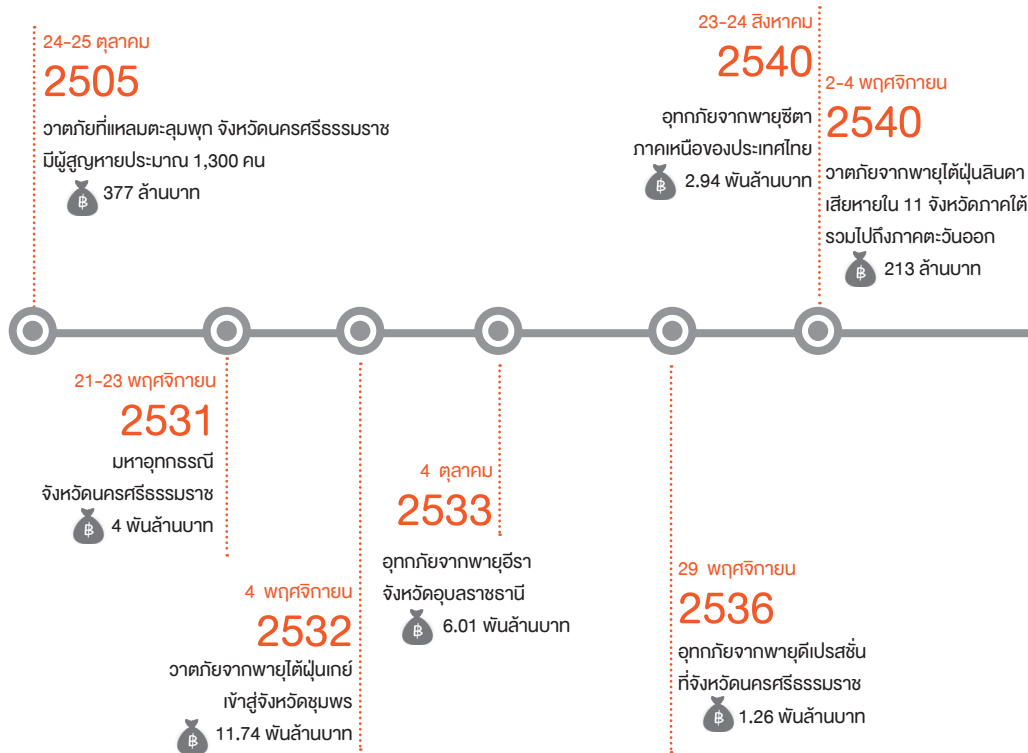 24-25 ตุลาคม
2505
วาตภัยที่แหลมตะลุมพุก จังหวัดนครศรีธรรมราช
มีผู้สูญหายประมาณ 1,300 คน
฿ 377 ล้านบาท
21-23 พฤศจิกายน
2531
มหาอุทกธรณี
จังหวัดนครศรีธรรมราช
฿ 4 พันล้านบาท
4 พฤศจิกายน
2532
วาตภัยจากพายุไต้ฝุ่นเกย์
เข้าสู่จังหวัดชุมพร
฿ 11.74 พันล้านบาท
4 ตุลาคม
2533
อุทกภัยจากพายุอีรา
จังหวัดอุบลราชธานี
฿ 6.01 พันล้านบาท
29 พฤศจิกายน
2536
อุทกภัยจากพายุดีเปรสชั่น
ที่จังหวัดนครศรีธรรมราช
฿ 1.26 พันล้านบาท
23-24 สิงหาคม
2540
อุทกภัยจากพายุซีตา
ภาคเหนือของประเทศไทย
฿ 2.94 พันล้านบาท
2-4 พฤศจิกายน
2540
วาตภัยจากพายุไต้ฝุ่นลินดา
เสียหายใน 11 จังหวัดภาคใต้
รวมไปถึงภาคตะวันออก
฿ 213 ล้านบาท